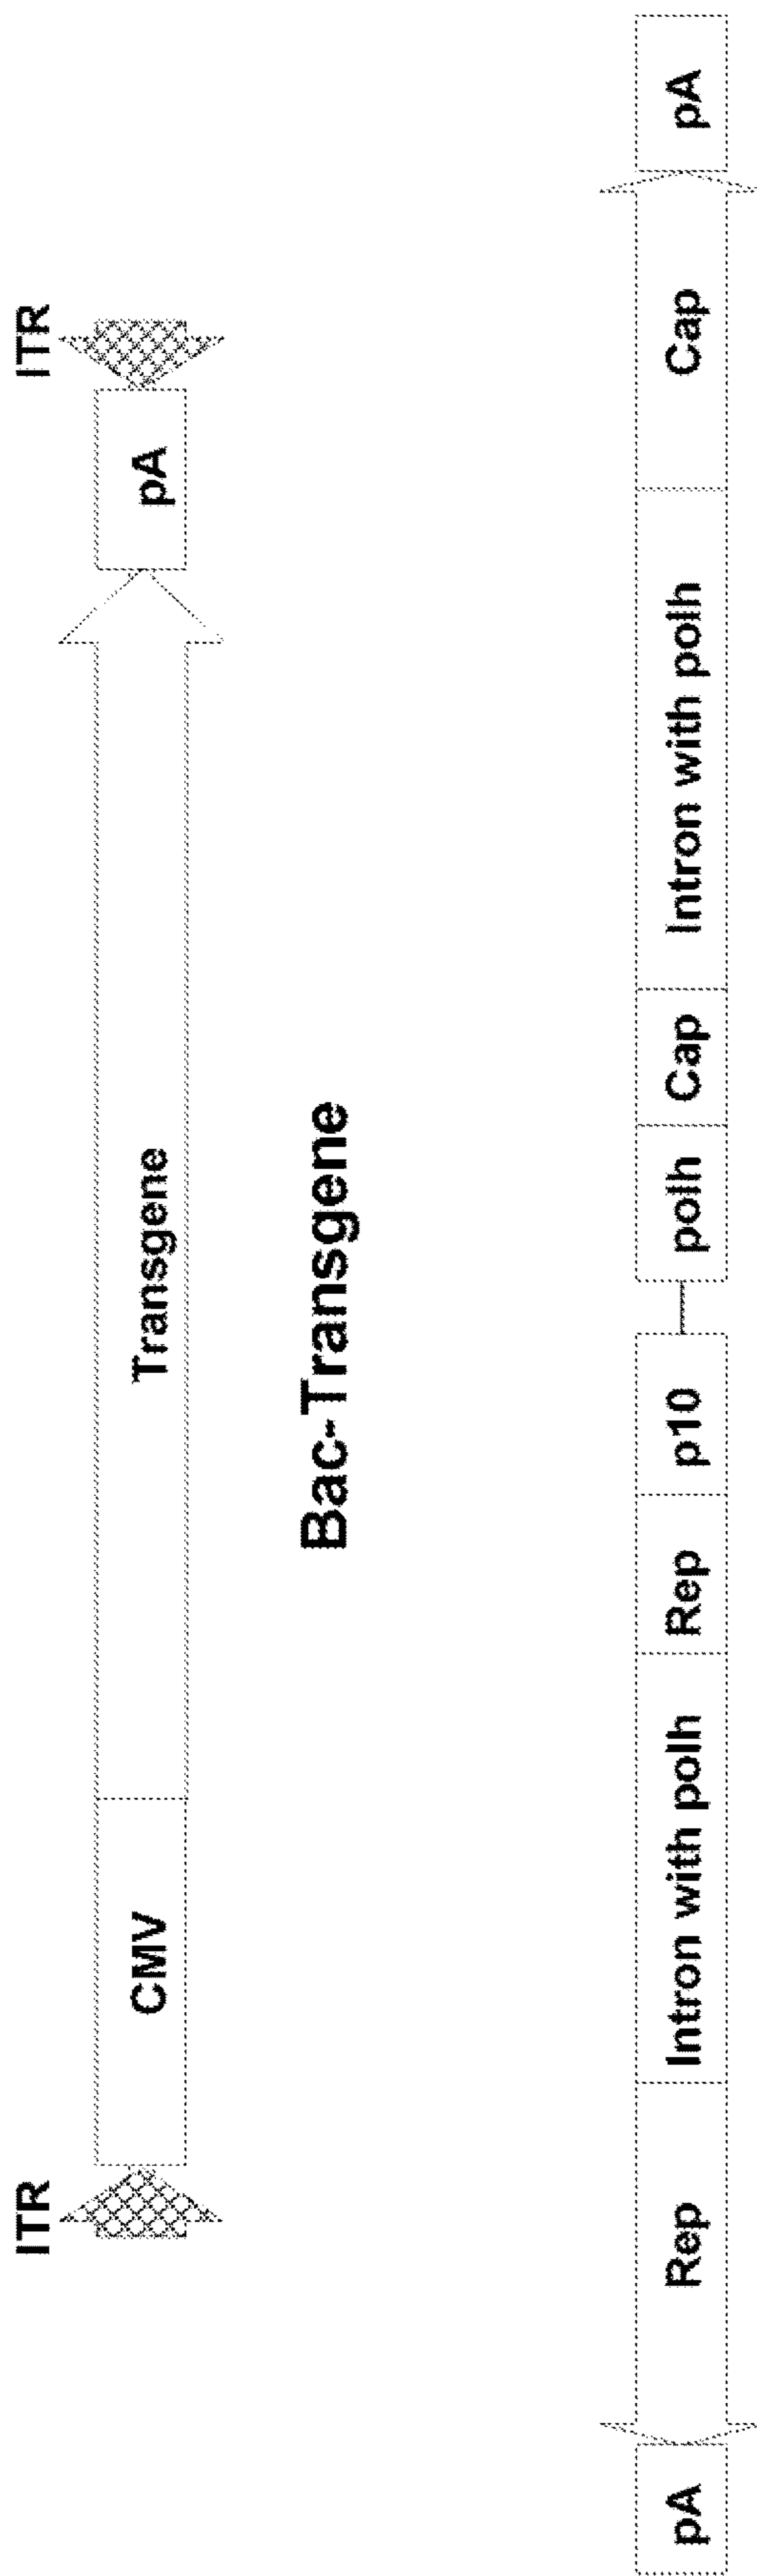 ITR
ITR
CMV
Transgene
pA
Bac-Transgene
pA
Rep
Intron with polh
Rep
p10
polh
Cap
Intron with polh
Cap
pA